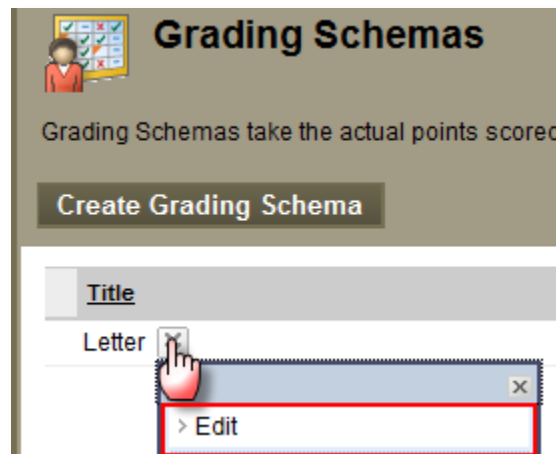 Grading Schemas
Grading Schemas take the actual points scored
Create Grading Schema
Title
Letter
> Edit